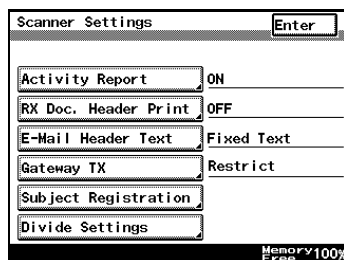 Scanner Settings Enter
Activity Report ON
RX Doc. Header Print OFF
E-Mail Header Text Fixed Text
Gateway TX Restrict
Subject Registration
Divide Settings
Memory 100%
Free